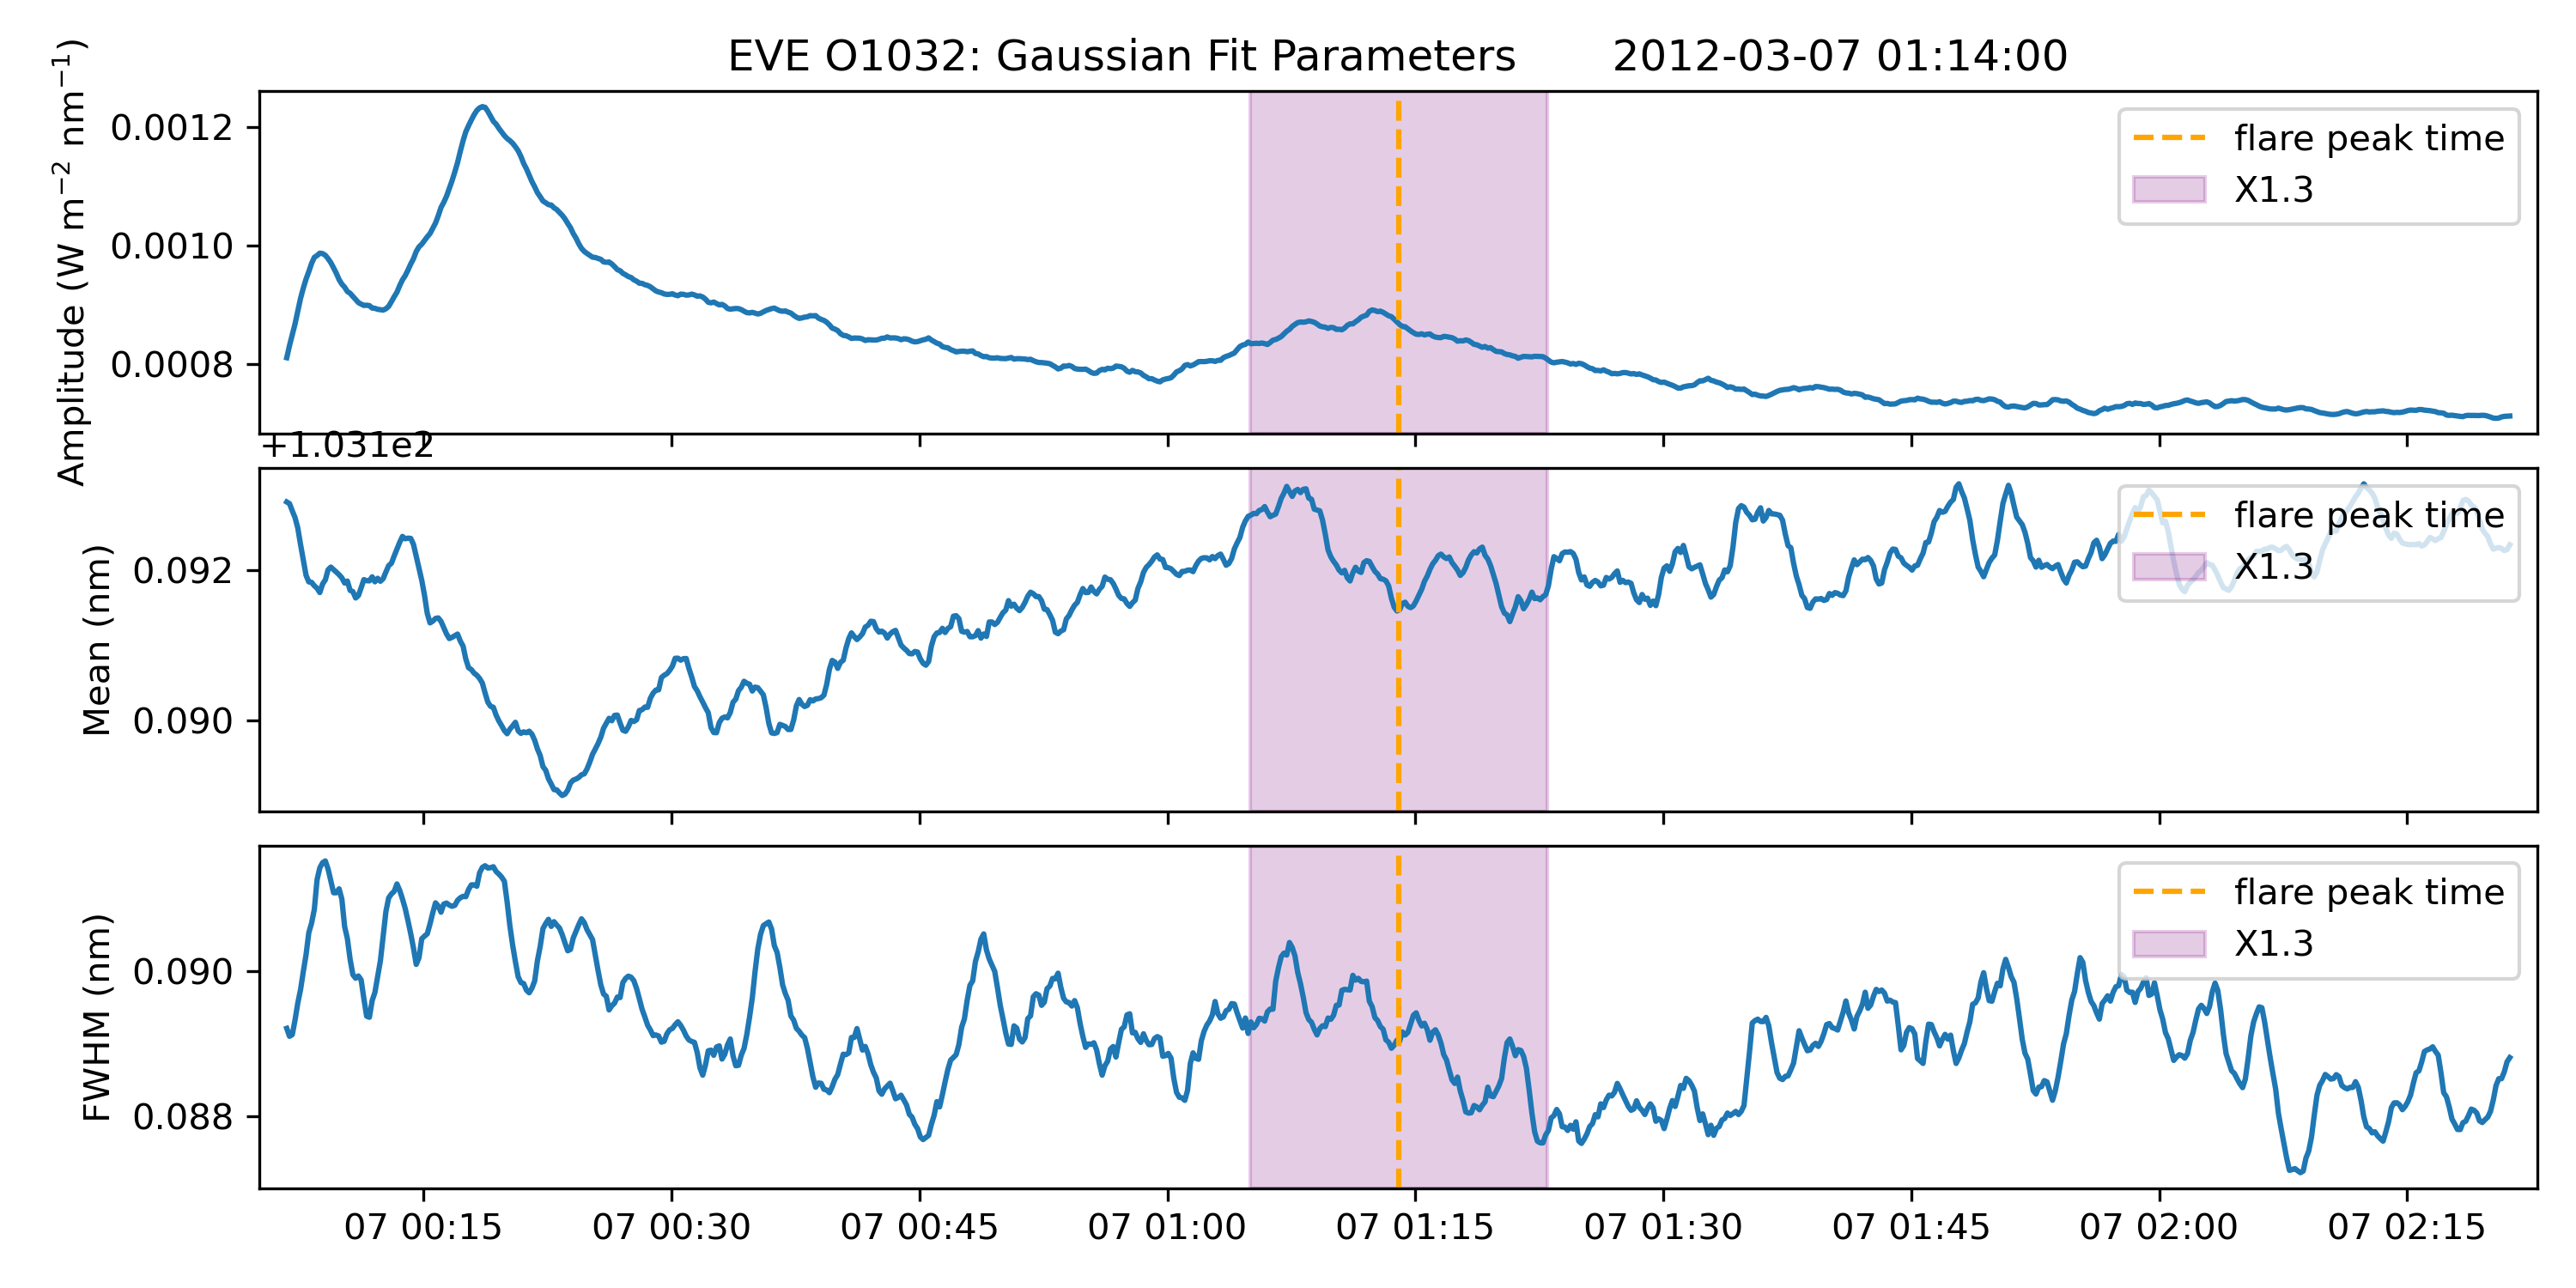 EVE O1032: Gaussian Fit Parameters 2012-03-07 01:14:00
Amplitude (W m⁻² nm⁻¹)
0.0012
0.0010
0.0008
flare peak time
X1.3
+1.031e2
Mean (nm)
0.092
0.090
flare peak time
X1.3
FWHM (nm)
0.090
0.088
flare peak time
X1.3
07 00:15 07 00:30 07 00:45 07 01:00 07 01:15 07 01:30 07 01:45 07 02:00 07 02:15